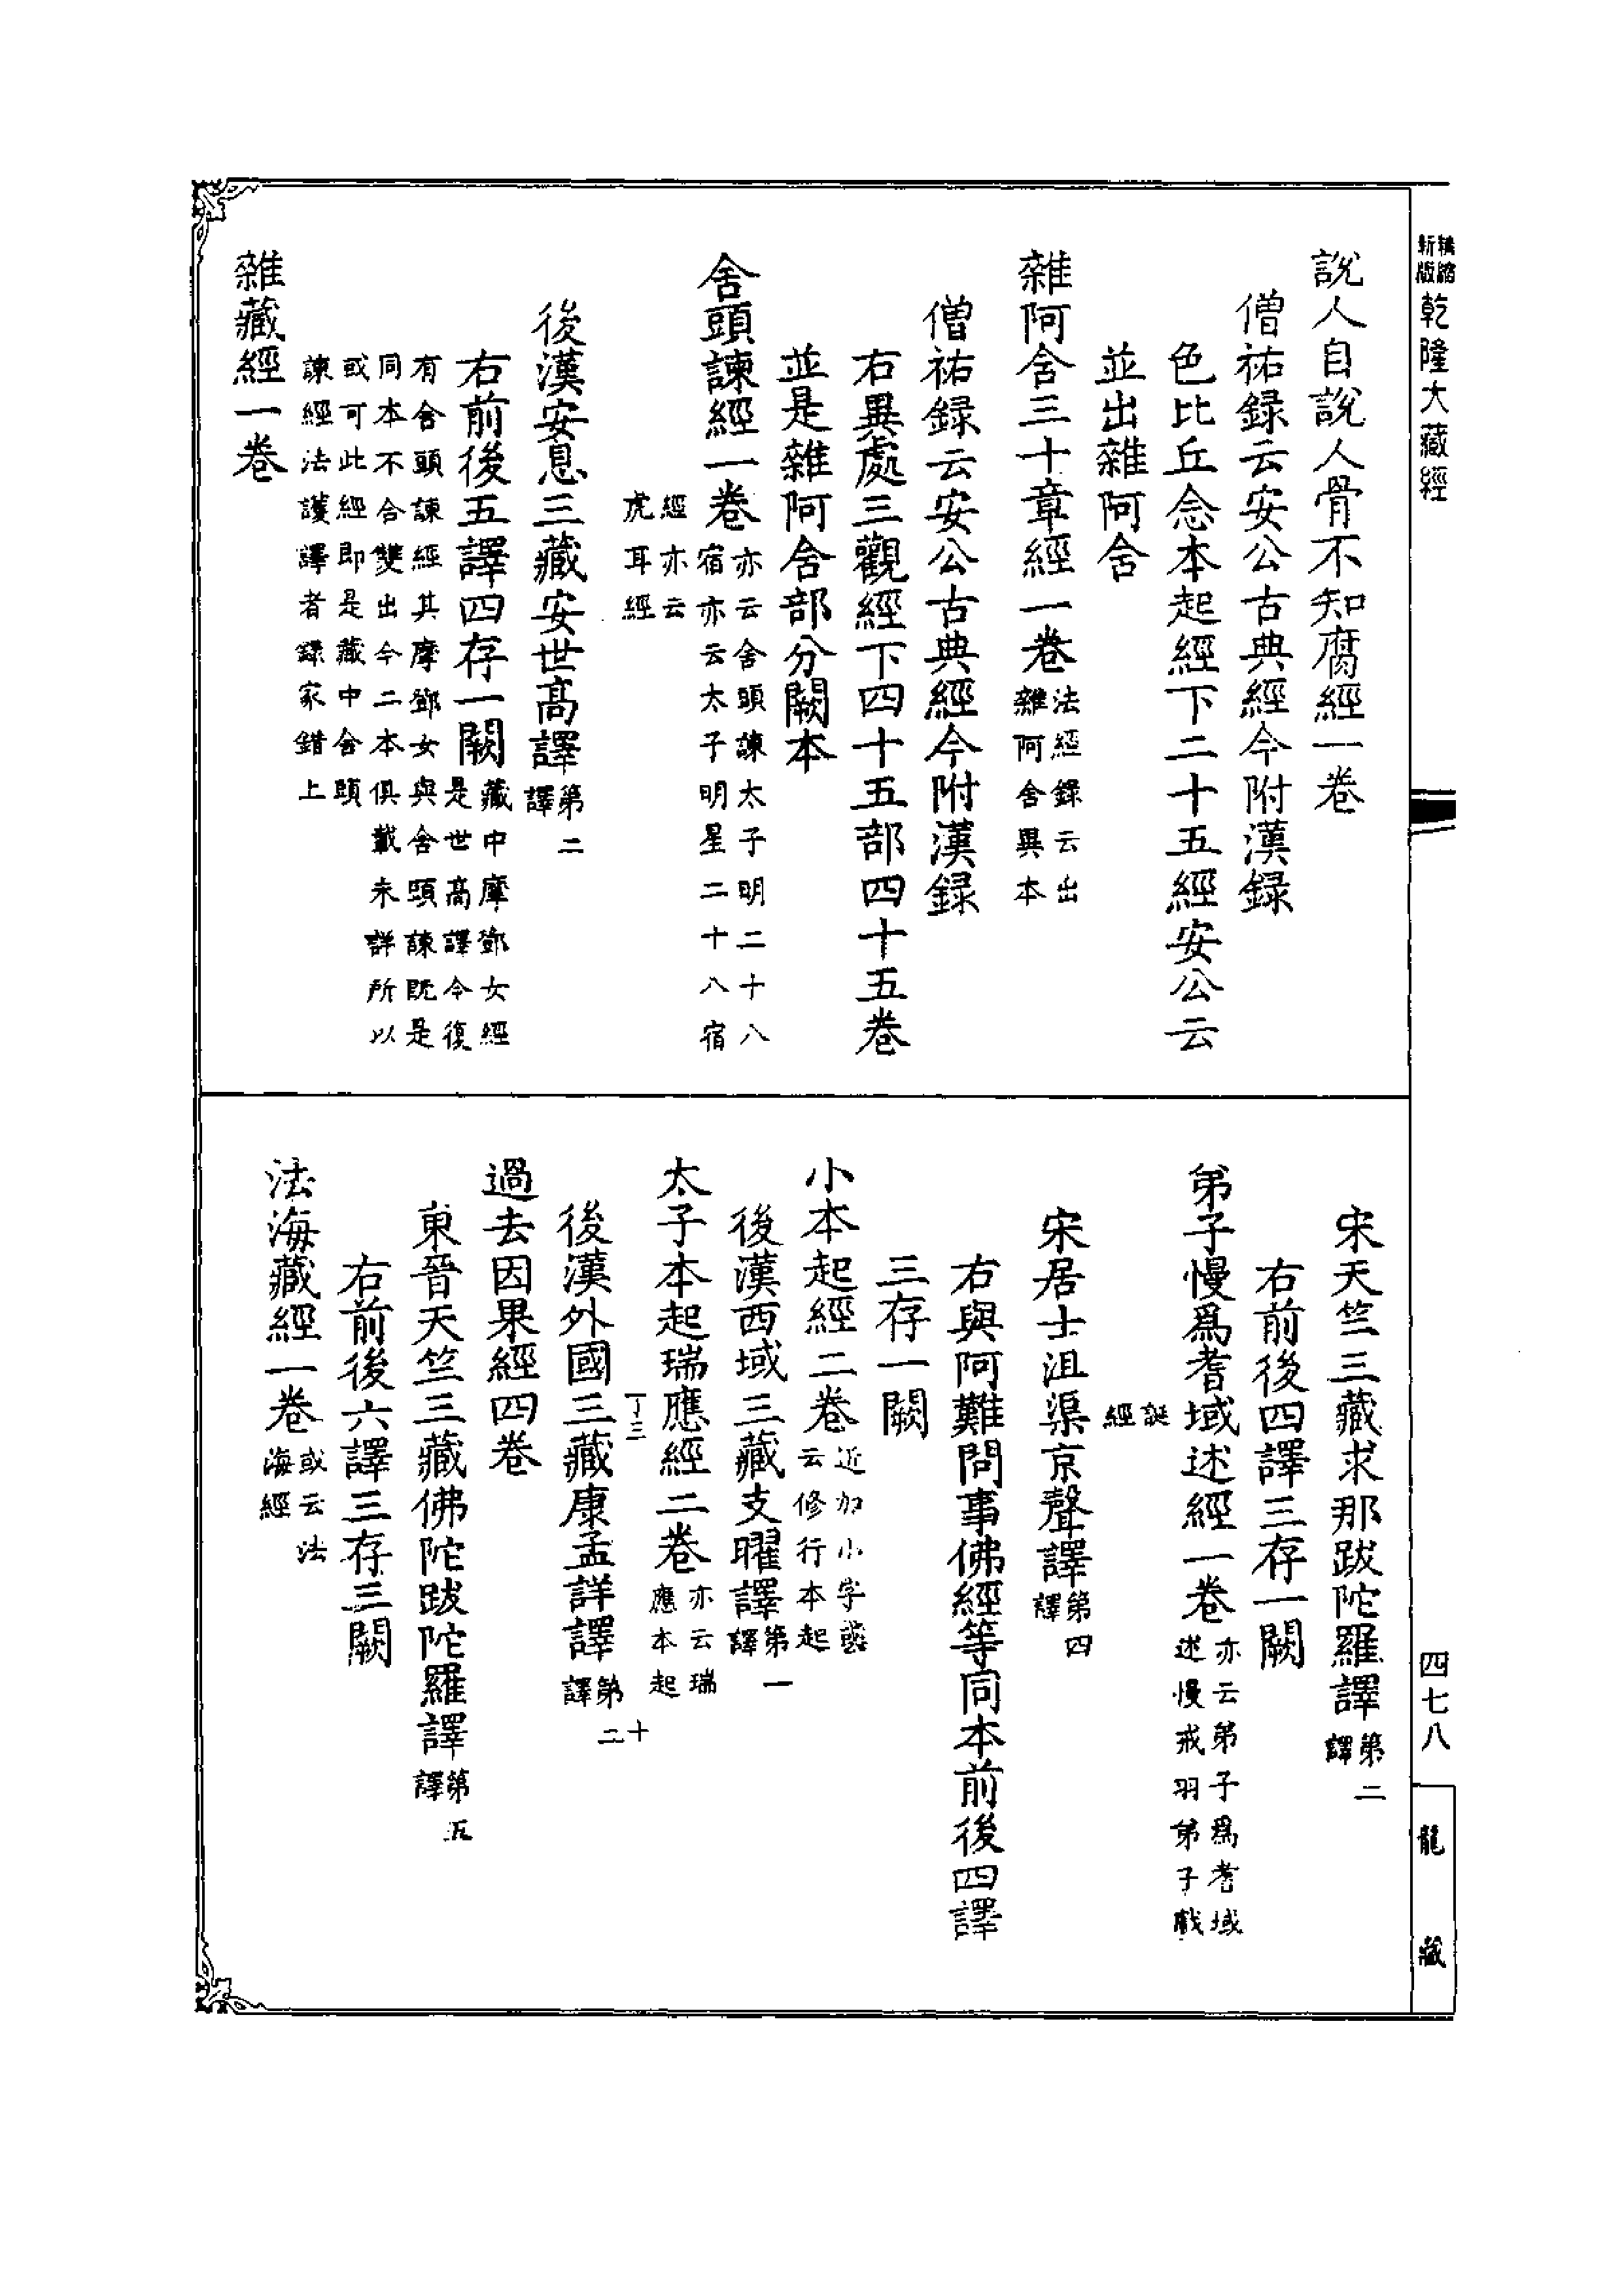 精縮新版 乾隆大藏經
說人自說人骨不知腐經一卷
僧祐録云安公古典經今附漢録
色比丘念本起經下二十五經安公云
並出雜阿含
雜阿含三十章經一卷法經録云出雜阿含異本
僧祐録云安公古典經今附漢録
右異處三觀經下四十五部四十五卷
並是雜阿含部分闕本
舍頭諫經一卷亦云舍頭諫太子明二十八宿亦云太子明星二十八宿
經亦云虎耳經
後漢安息三藏安世高譯第二譯
右前後五譯四存一闕藏中摩鄧女經是世高譯今復
有舍頭諫經其摩鄧女與舍頭諫既是同本不合雙出今二本俱載未詳所以
或可此經即是藏中舍頭諫經法護譯者録家錯上
雜藏經一卷
宋天竺三藏求那跋陀羅譯第二譯
右前後四譯三存一闕
弟子慢爲耆域述經一卷亦云弟子爲耆域述慢戒羽弟子戲
誕經
宋居士沮渠京聲譯第四譯
右與阿難問事佛經等同本前後四譯
三存一闕
小本起經二卷近加小字舊云修行本起
後漢西域三藏支曜譯第一譯
太子本起瑞應經二卷亦云瑞應本起
丁三 十
後漢外國三藏康孟詳譯第二譯
過去因果經四卷
東晉天竺三藏佛陀跋陀羅譯第五譯
右前後六譯三存三闕
法海藏經一卷或云法海經
四七八
龍藏